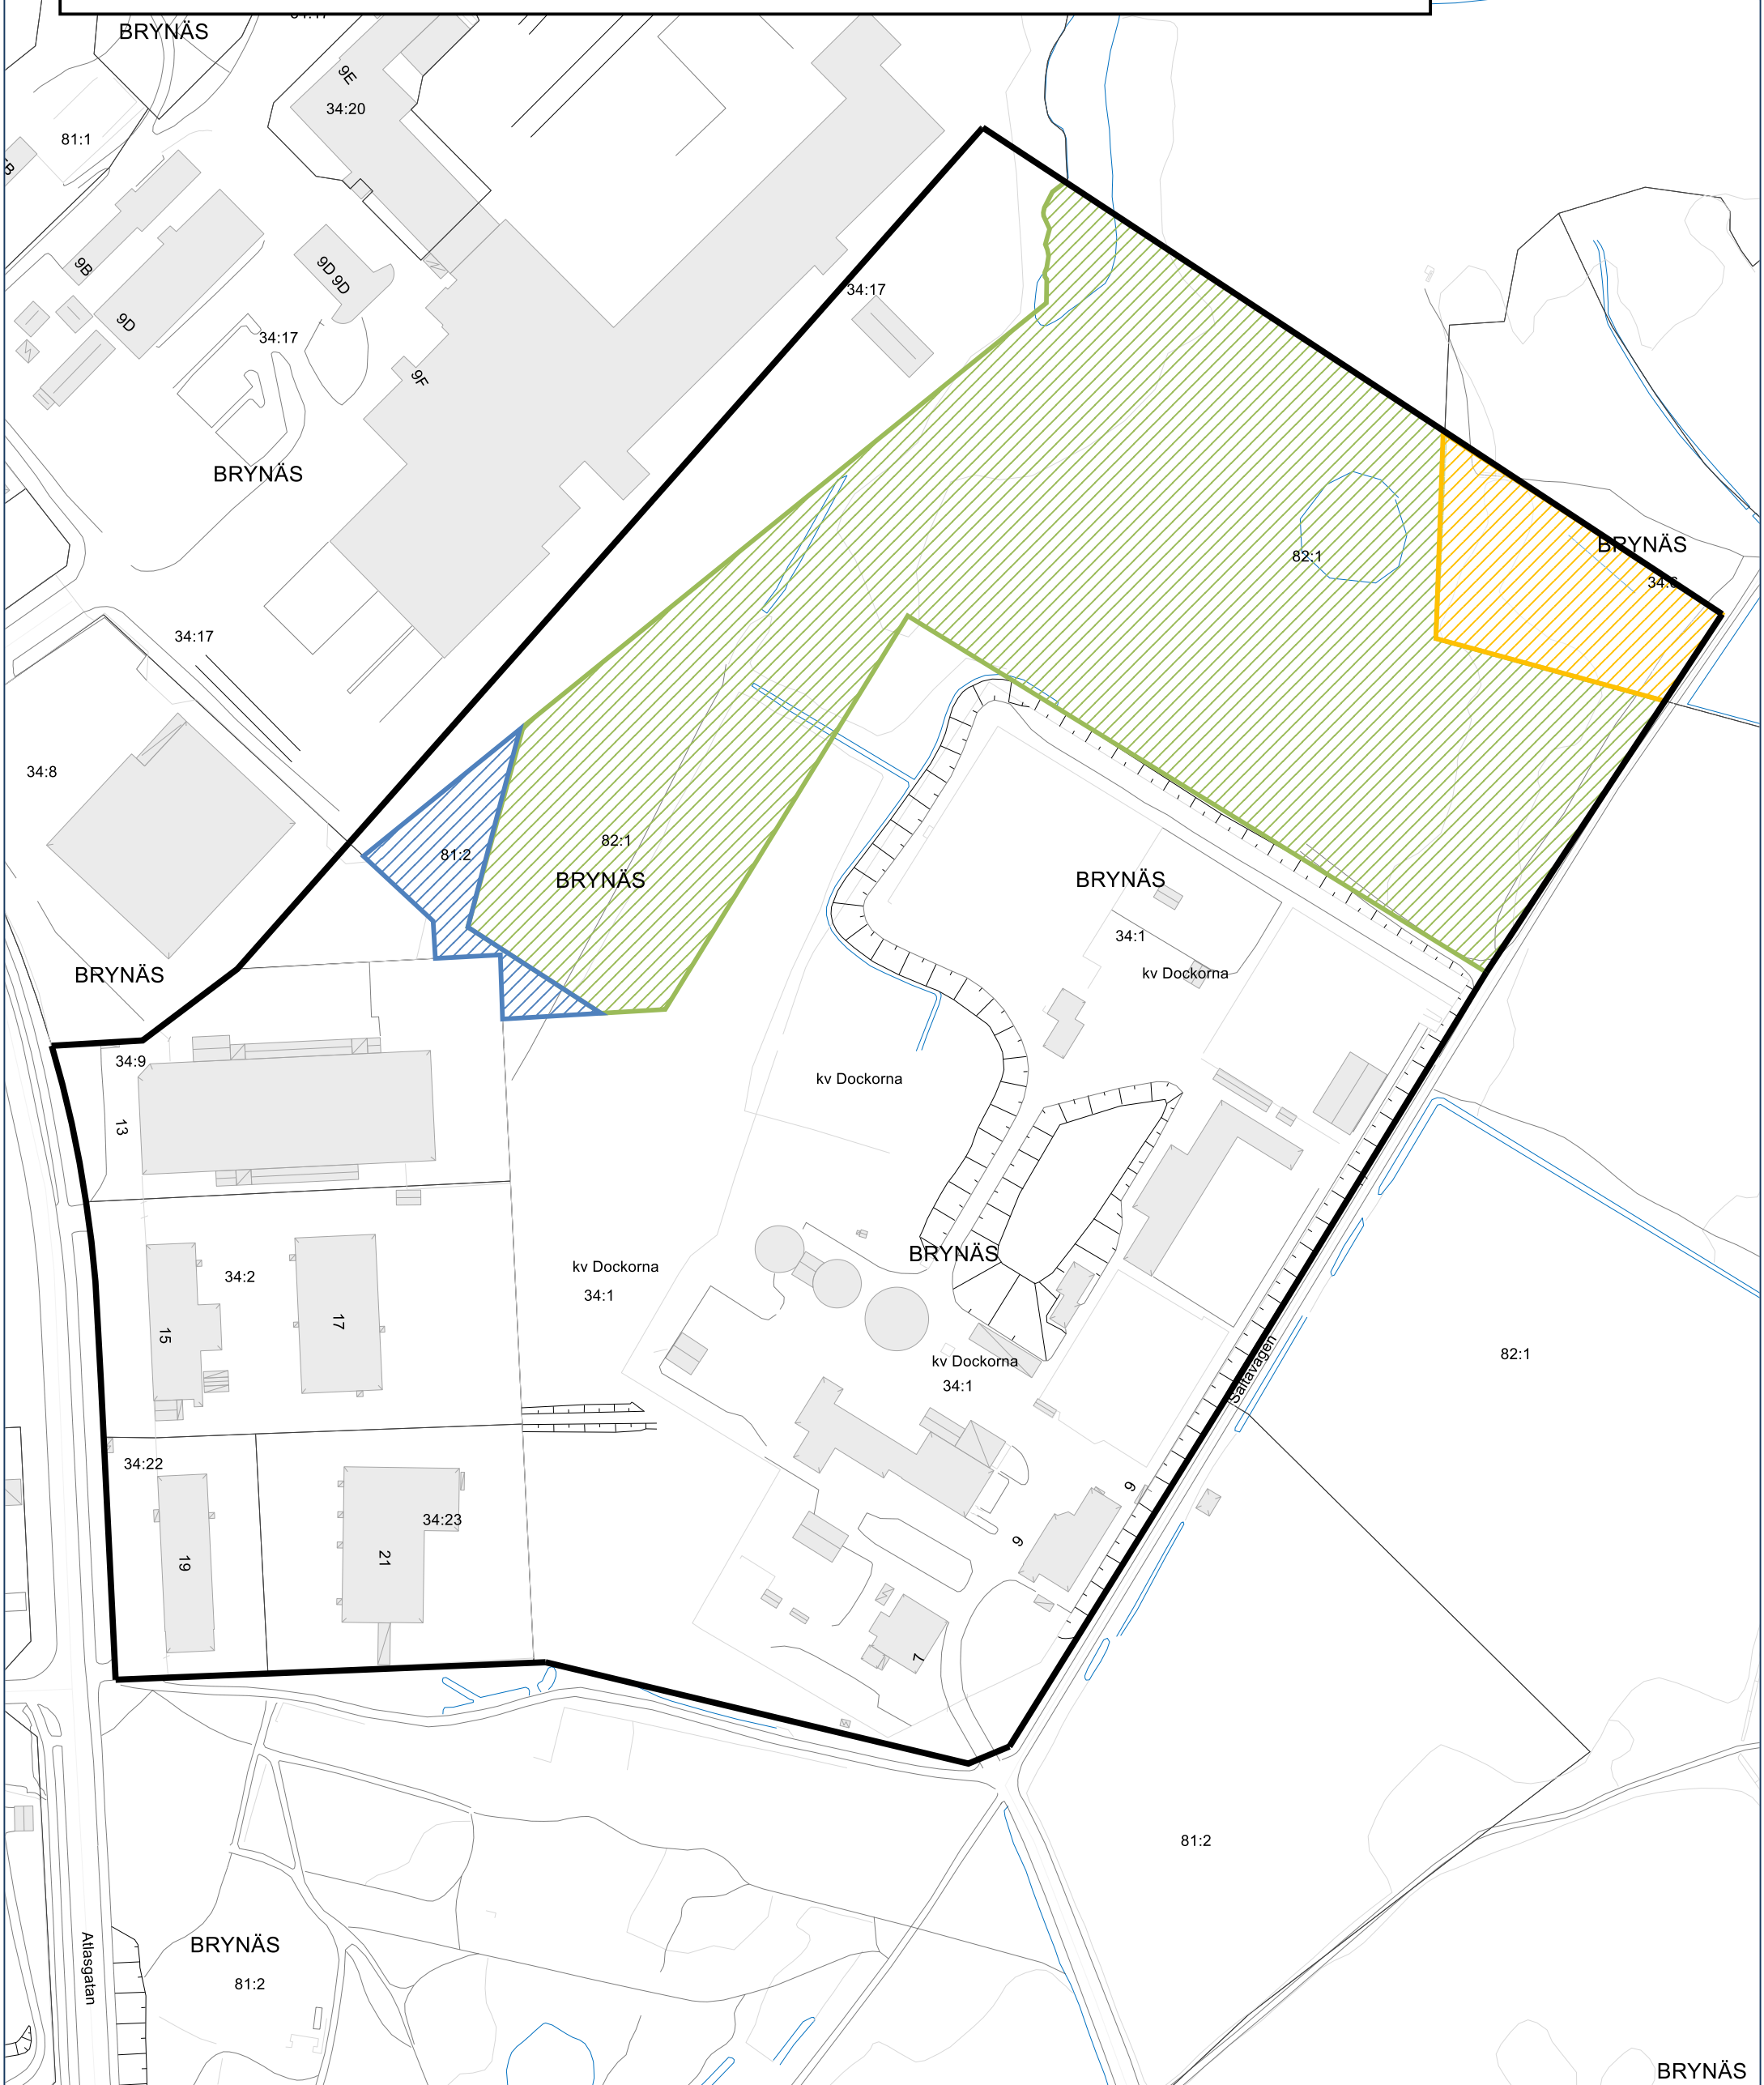 BRYNÄS
9E
34:20
81:1
9B
9D 9D
34:17
9D
34:17
9F
BRYNÄS
BRYNÄS
82:1
34:17
34:8
82:1
81:2
BRYNÄS
BRYNÄS
34:1
kv Dockorna
BRYNÄS
34:9
kv Dockorna
13
BRYNÄS
kv Dockorna
34:2
34:1
15
17
82:1
kv Dockorna
Saltavägen
34:1
34:22
9
34:23
9
19
21
7
81:2
BRYNÄS
Atlasgatan
81:2
BRYNÄS